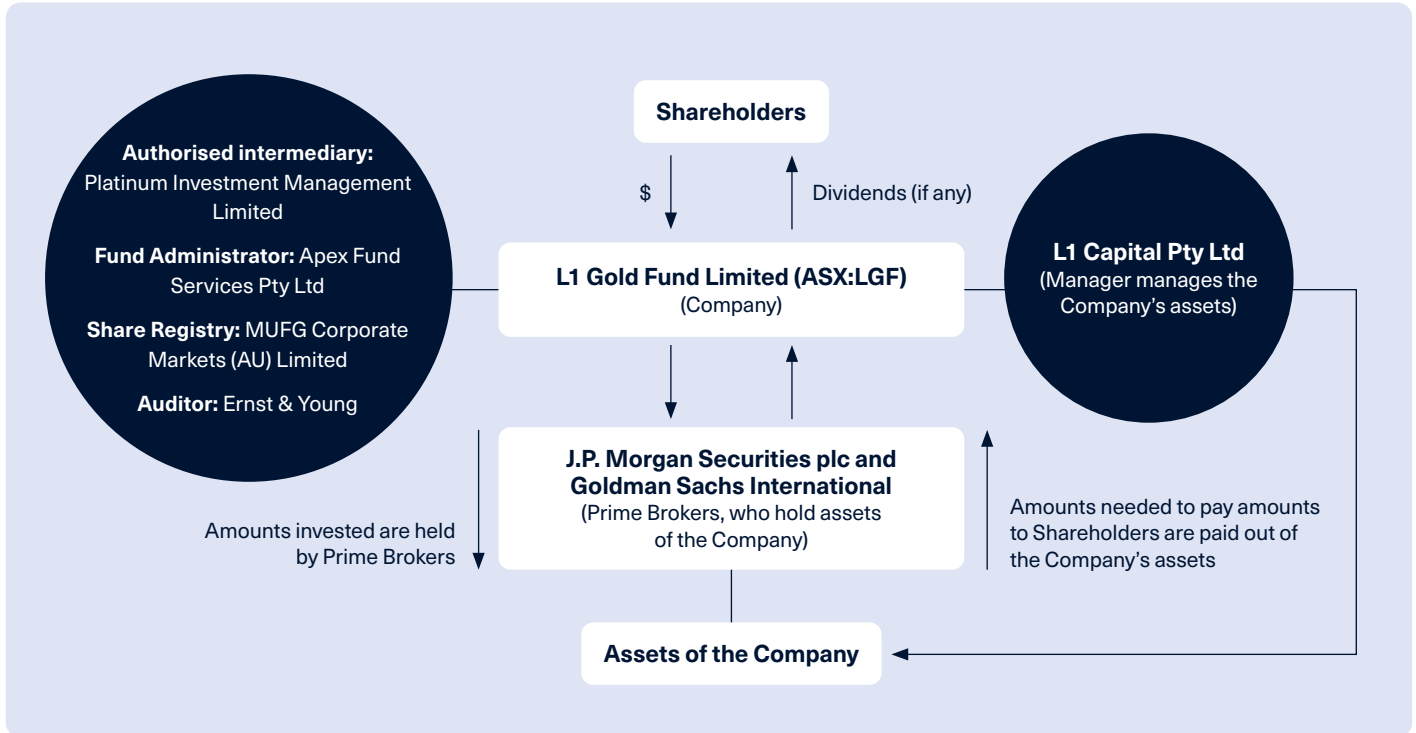 Authorised intermediary:
Platinum Investment Management
Limited
Fund Administrator: Apex Fund
Services Pty Ltd
Share Registry: MUFG Corporate
Markets (AU) Limited
Auditor: Ernst & Young
Shareholders
$
Dividends (if any)
L1 Gold Fund Limited (ASX:LGF)
(Company)
L1 Capital Pty Ltd
(Manager manages the
Company’s assets)
J.P. Morgan Securities plc and
Goldman Sachs International
(Prime Brokers, who hold assets
of the Company)
Amounts invested are held
by Prime Brokers
Amounts needed to pay amounts
to Shareholders are paid out of
the Company’s assets
Assets of the Company